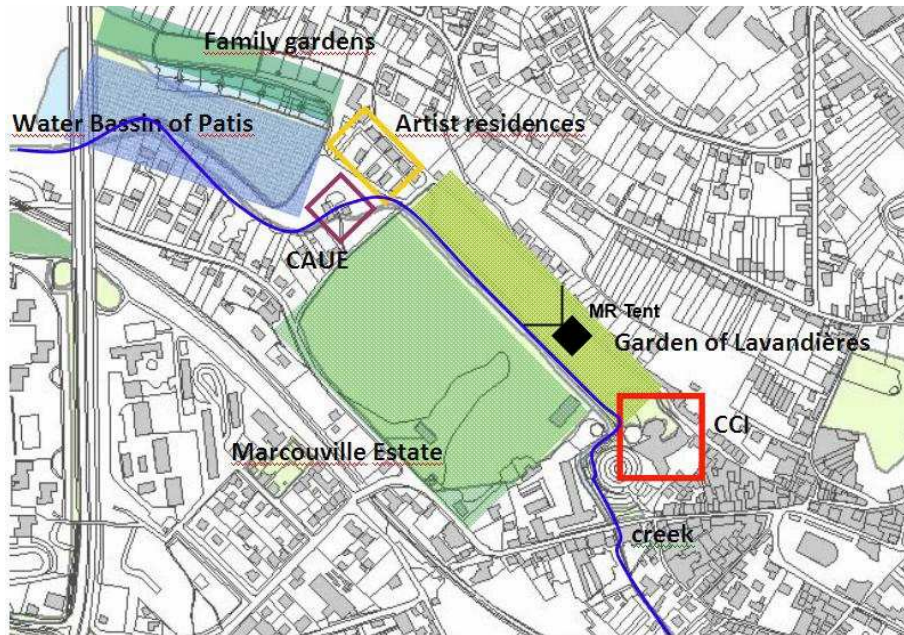 Family gardens
Water Bassin of Patis
Artist residences
CAUE
MR Tent
Garden of Lavandières
CCI
Marcouville Estate
creek